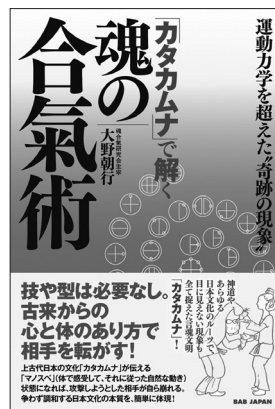 運動力学を超えた“奇跡の現象”
「カタカムナ」で解く
魂の
合氣術
魂合氣研究会主宰
大野朝行
神道や、
あらゆる
日本文化のルーツで、
目に見えない現象も
全て捉えた言霊文明
「カタカムナ」！
技や型は必要なし。
古来からの
心と体のあり方で
相手を転がす！
上古代日本の文化「カタカムナ」が伝える
「マノスベ」（体で感受して、それに従った自然な動き）
状態になれば、攻撃しようとした相手が自ら崩れる。
争わず調和する日本文化の本質を、簡単に体現！
BAB JAPAN